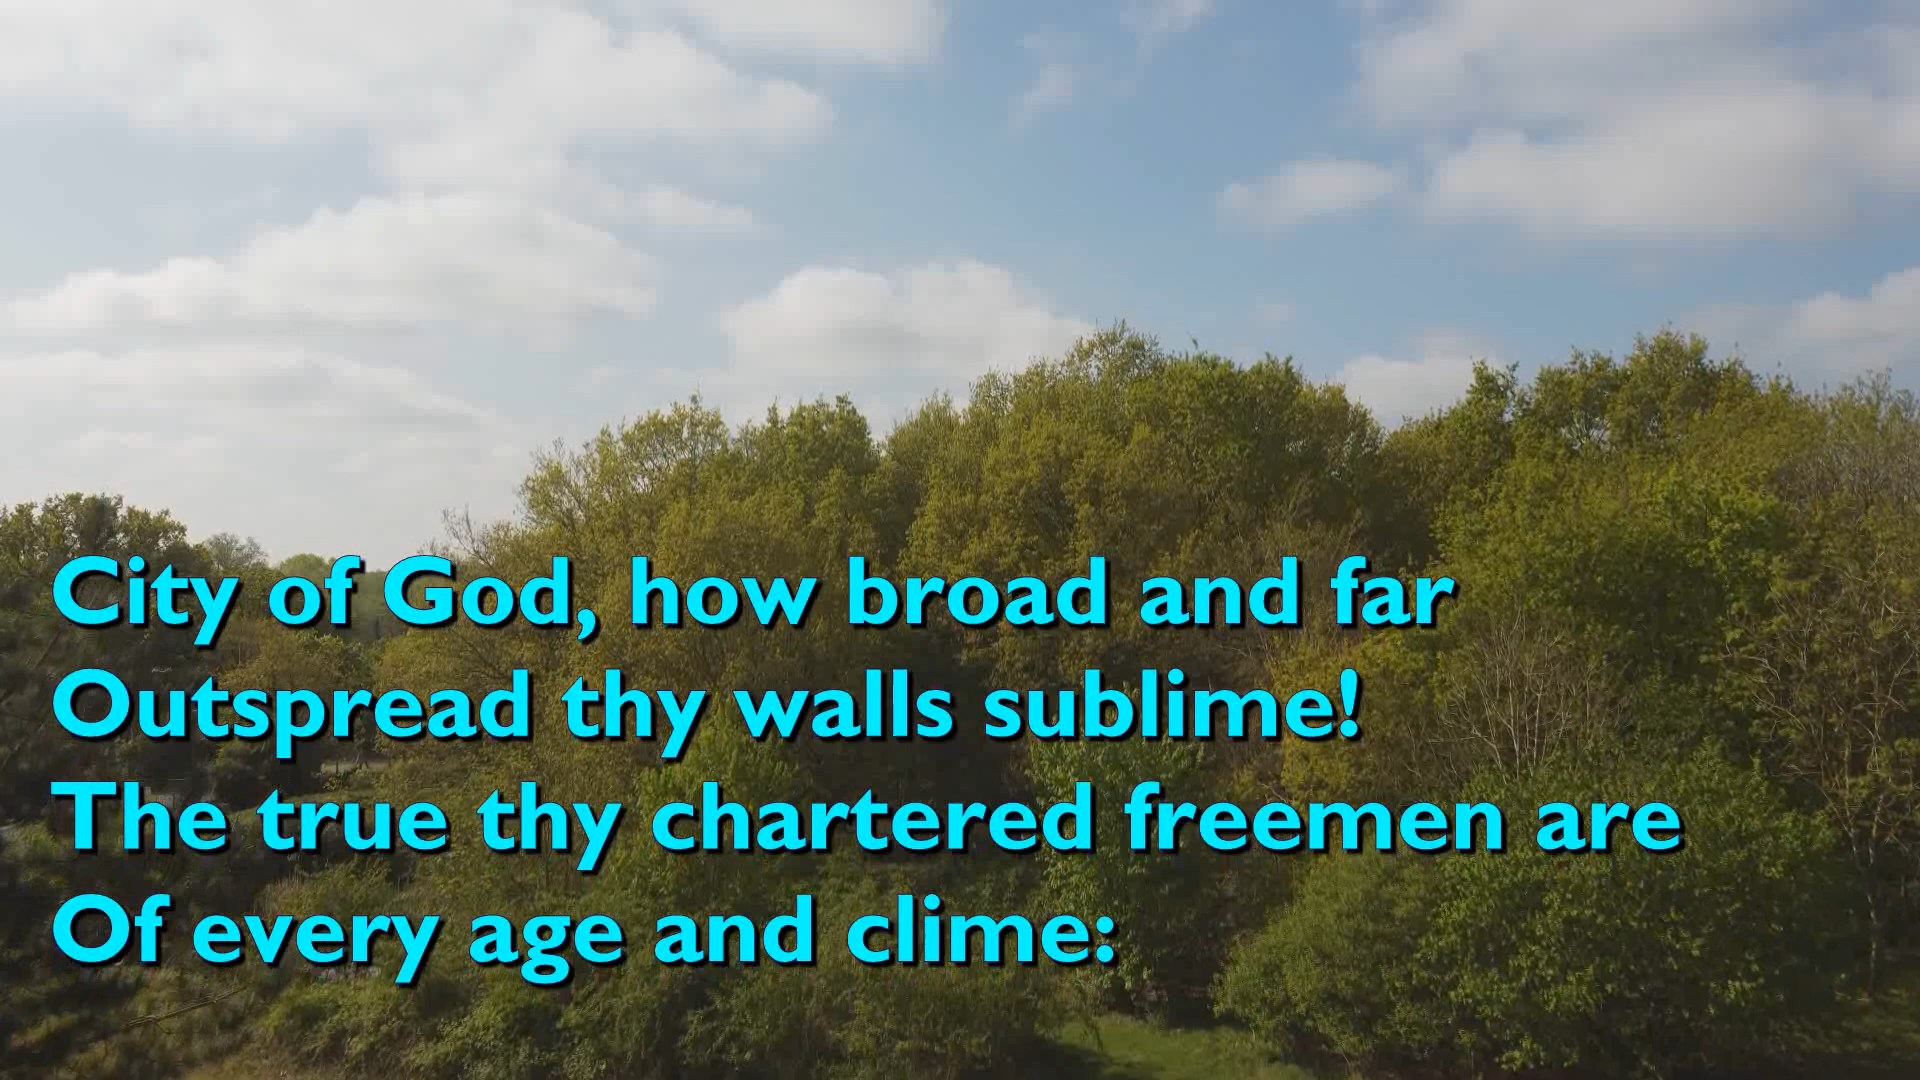 City of God, how broad and far
Outspread thy walls sublime!
The true thy chartered freemen are
Of every age and clime: